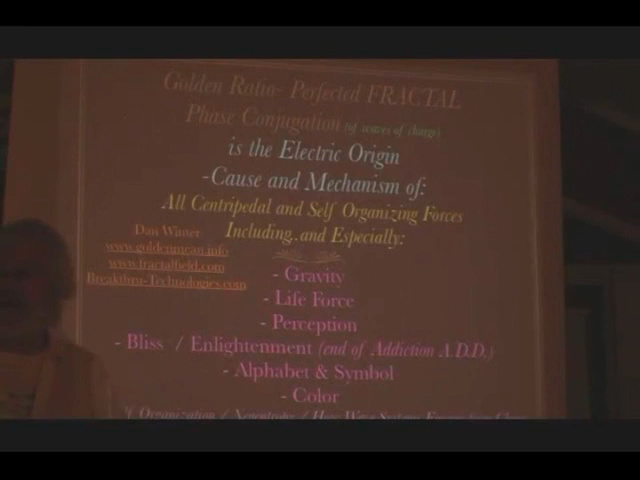 Golden Ratio- Perfected FRACTAL
Phase Conjugation (of waves of charge)
is the Electric Origin
-Cause and Mechanism of:
All Centripedal and Self Organizing Forces
Including..and Especially:
Dan Winter
www.goldenmean.info
www.fractalfield.com
Breakthru-Technologies.com
- Gravity
- Life Force
- Perception
- Bliss / Enlightenment (end of Addiction A.D.D.)
- Alphabet & Symbol
- Color
Organization / Negentropy /